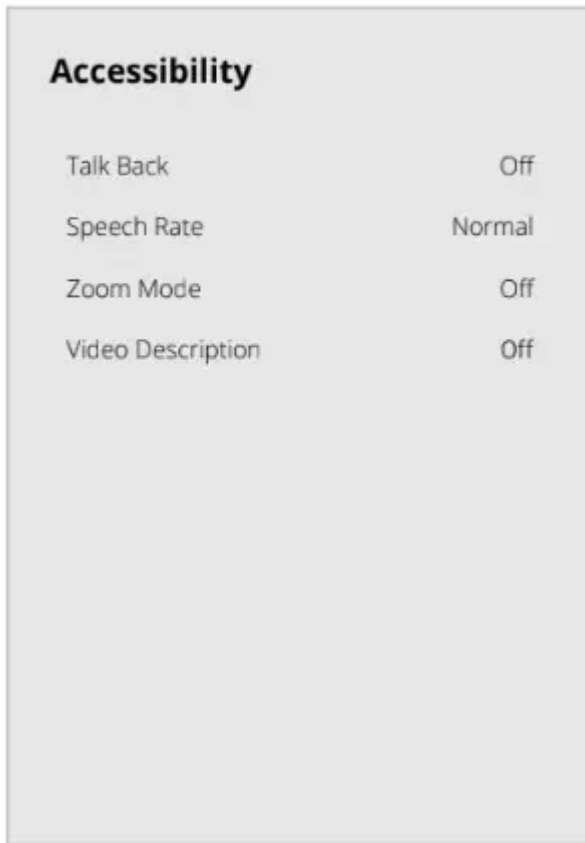 Accessibility
Talk Back Off
Speech Rate Normal
Zoom Mode Off
Video Description Off